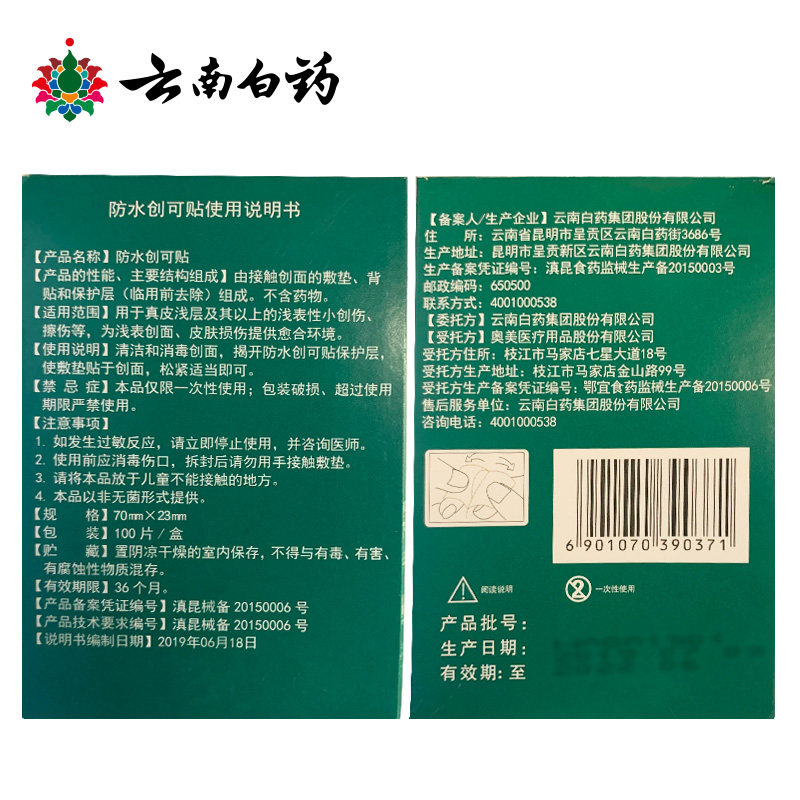 云南白药
防水创可贴使用说明书
【产品名称】防水创可贴
【产品的性能、主要结构组成】由接触创面的敷垫、背
贴和保护层（临用前去除）组成。不含药物。
【适用范围】用于真皮浅层及其以上的浅表性小创伤、
擦伤等，为浅表创面、皮肤损伤提供愈合环境。
【使用说明】清洁和消毒创面，揭开防水创可贴保护层，
使敷垫贴于创面，松紧适当即可。
【禁 忌 症】本品仅限一次性使用；包装破损、超过使用
期限严禁使用。
【注意事项】
1. 如发生过敏反应，请立即停止使用，并咨询医师。
2. 使用前应消毒伤口，拆封后请勿用手接触敷垫。
3. 请将本品放于儿童不能接触的地方。
4. 本品以非无菌形式提供。
【规　　格】70mm×23mm
【包　　装】100 片 / 盒
【贮　　藏】置阴凉干燥的室内保存，不得与有毒、有害、
有腐蚀性物质混存。
【有效期限】36 个月。
【产品备案凭证编号】滇昆械备 20150006 号
【产品技术要求编号】滇昆械备 20150006 号
【说明书编制日期】2019年06月18日
【备案人/生产企业】云南白药集团股份有限公司
住　　所：云南省昆明市呈贡区云南白药街3686号
生产地址：昆明市呈贡新区云南白药集团股份有限公司
生产备案凭证编号：滇昆食药监械生产备20150003号
邮政编码：650500
联系方式：4001000538
【委托方】云南白药集团股份有限公司
【受托方】奥美医疗用品股份有限公司
受托方住所：枝江市马家店七星大道18号
受托方生产地址：枝江市马家店金山路99号
受托方生产备案凭证编号：鄂宜食药监械生产备20150006号
售后服务单位：云南白药集团股份有限公司
咨询电话：4001000538
6 901070 390371
阅读说明
2
一次性使用
产品批号：
生产日期：
有效期：至